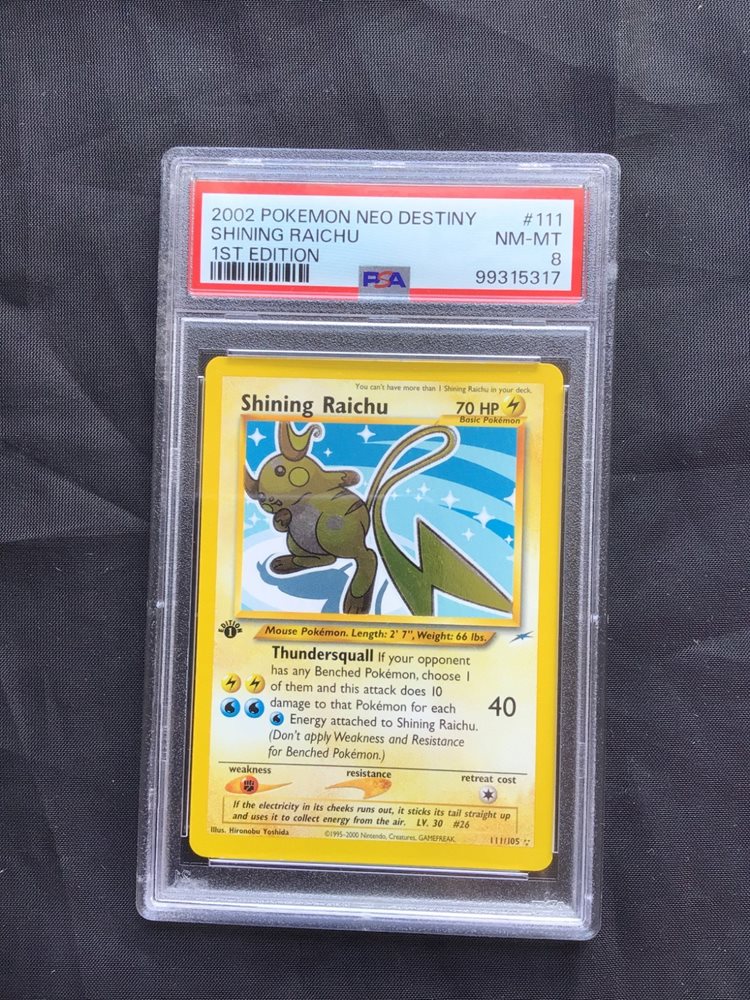 2002 POKEMON NEO DESTINY #111
SHINING RAICHU NM-MT
1ST EDITION 8
PSA 99315317
You can't have more than 1 Shining Raichu in your deck.
Shining Raichu 70 HP
Basic Pokémon
EDITION
1
Mouse Pokémon. Length: 2' 7", Weight: 66 lbs.
Thundersquall If your opponent
has any Benched Pokémon, choose 1
of them and this attack does 10
damage to that Pokémon for each 40
Energy attached to Shining Raichu.
(Don't apply Weakness and Resistance
for Benched Pokémon.)
weakness resistance retreat cost
If the electricity in its cheeks runs out, it sticks its tail straight up
and uses it to collect energy from the air. LV. 30 #26
Illus. Hironobu Yoshida ©1995-2000 Nintendo, Creatures, GAMEFREAK. 111/105